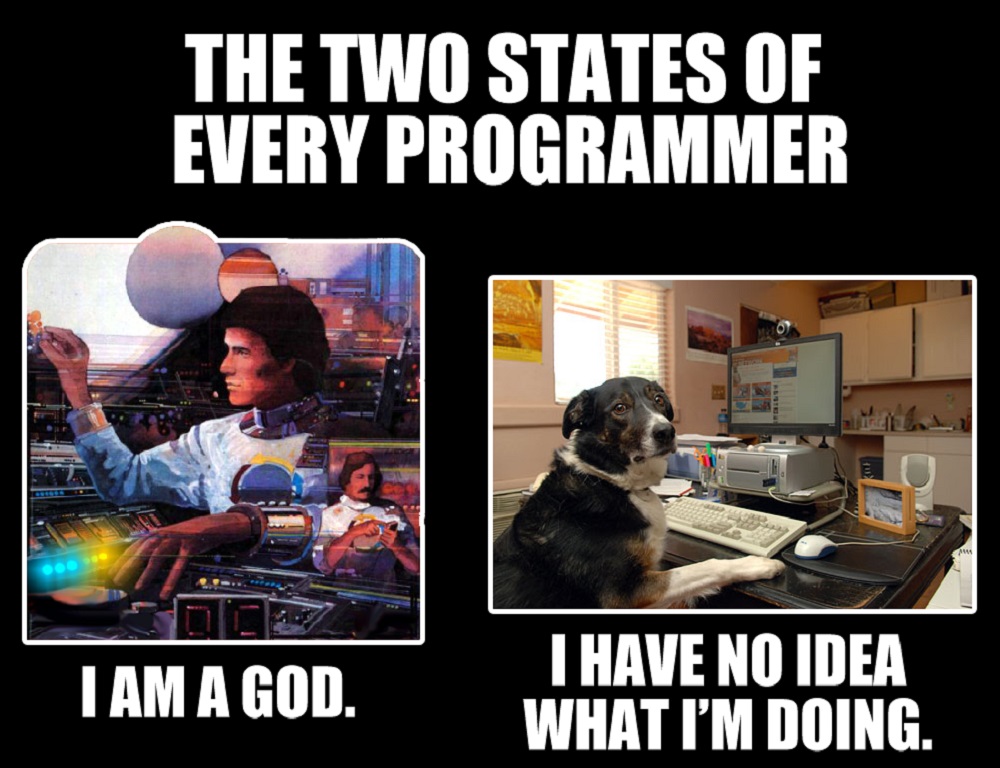 THE TWO STATES OF
EVERY PROGRAMMER
I AM A GOD.
I HAVE NO IDEA
WHAT I'M DOING.